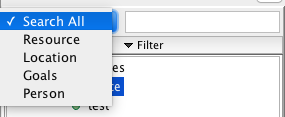 ✓ Search All
Resource
Location
Goals
Person
▼ Filter
test